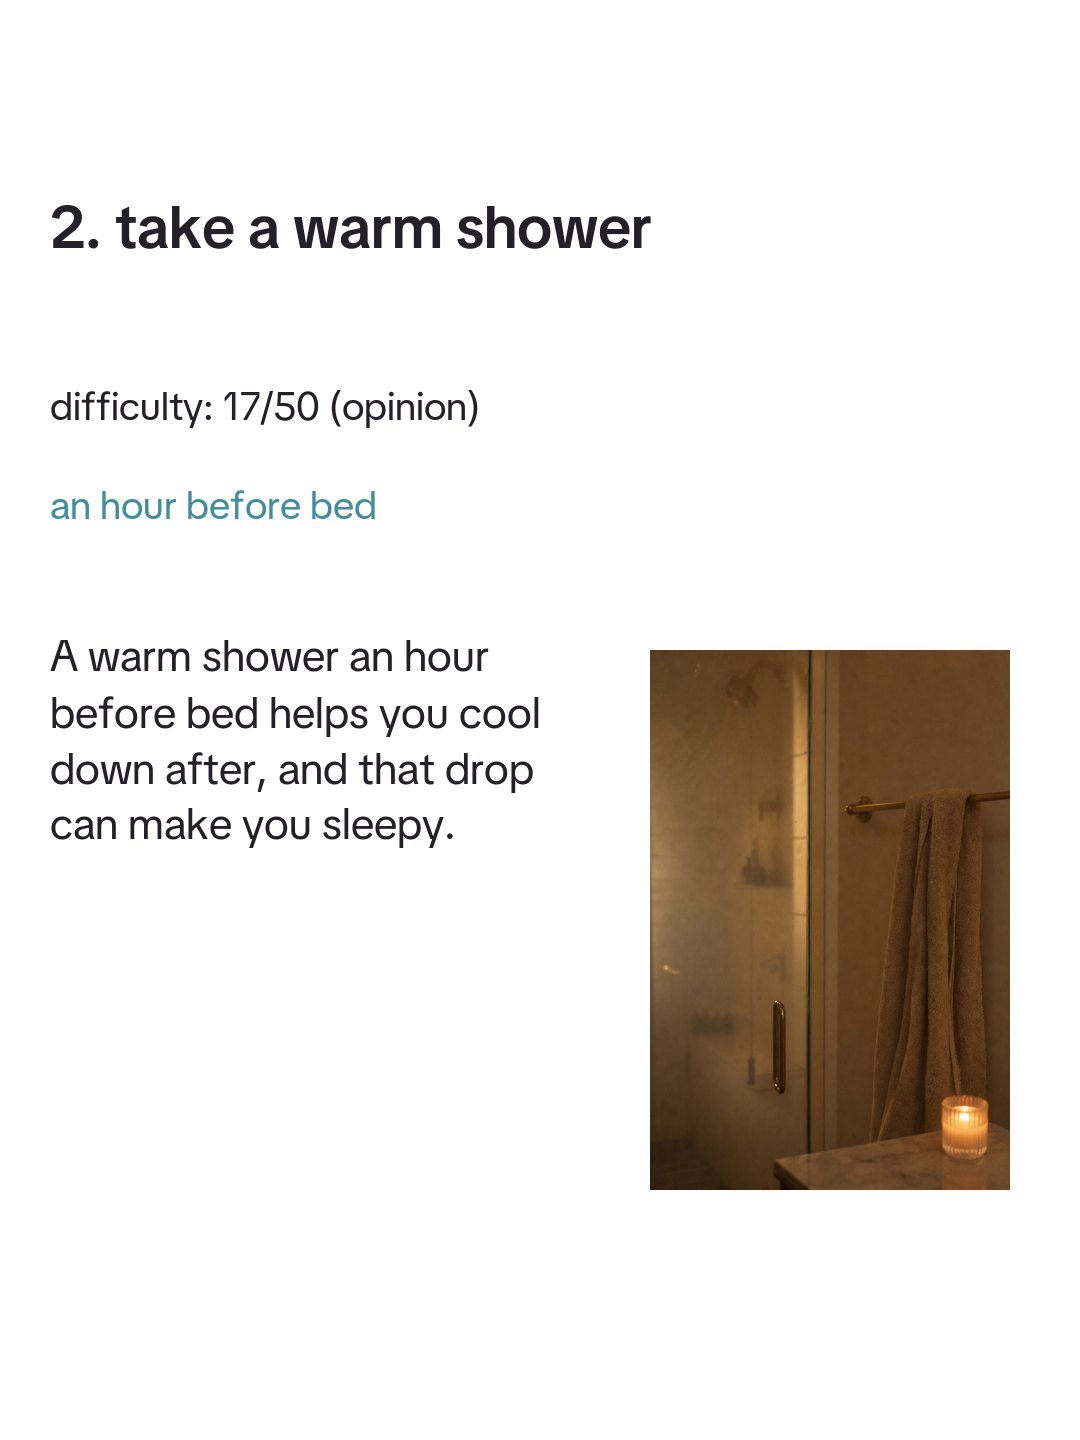 2. take a warm shower
difficulty: 17/50 (opinion)
an hour before bed
A warm shower an hour
before bed helps you cool
down after, and that drop
can make you sleepy.